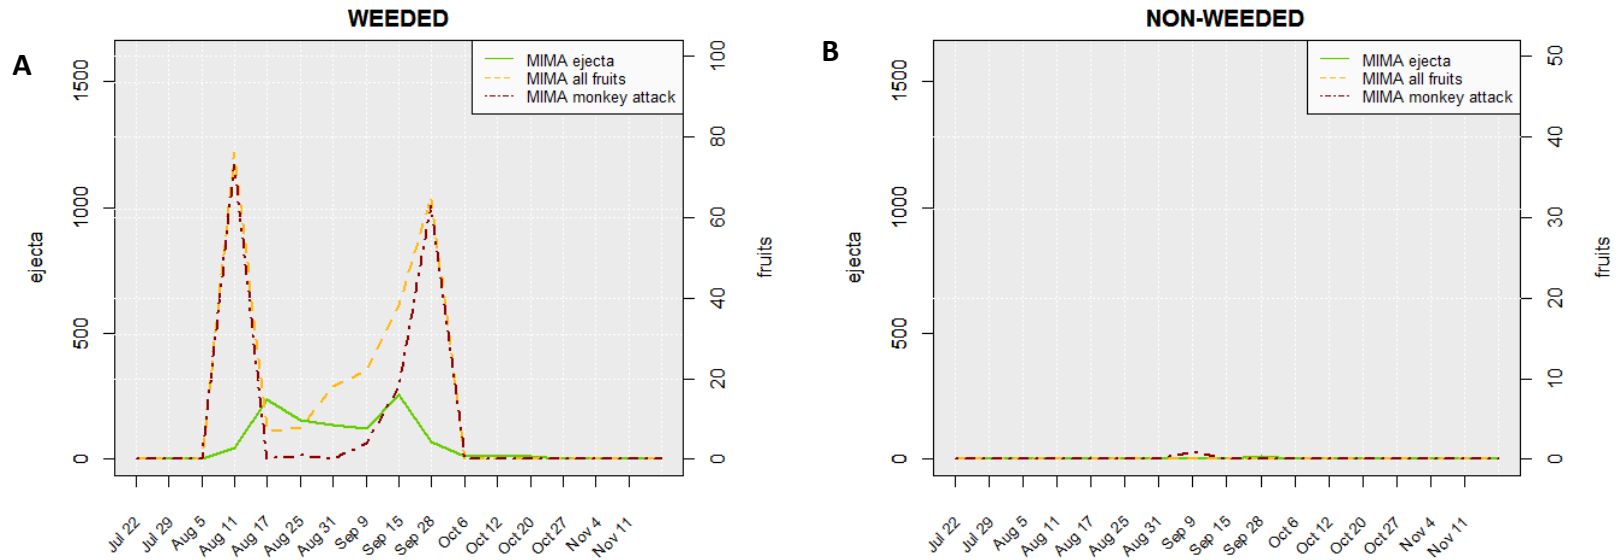 WEEDED
A
MIMA ejecta
MIMA all fruits
MIMA monkey attack
ejecta
0
500
1000
1500
fruits
0
20
40
60
80
100
Jul 22
Jul 29
Aug 5
Aug 11
Aug 17
Aug 25
Aug 31
Sep 9
Sep 15
Sep 28
Oct 6
Oct 12
Oct 20
Oct 27
Nov 4
Nov 11
NON-WEEDED
B
MIMA ejecta
MIMA all fruits
MIMA monkey attack
ejecta
0
500
1000
1500
fruits
0
10
20
30
40
50
Jul 22
Jul 29
Aug 5
Aug 11
Aug 17
Aug 25
Aug 31
Sep 9
Sep 15
Sep 28
Oct 6
Oct 12
Oct 20
Oct 27
Nov 4
Nov 11